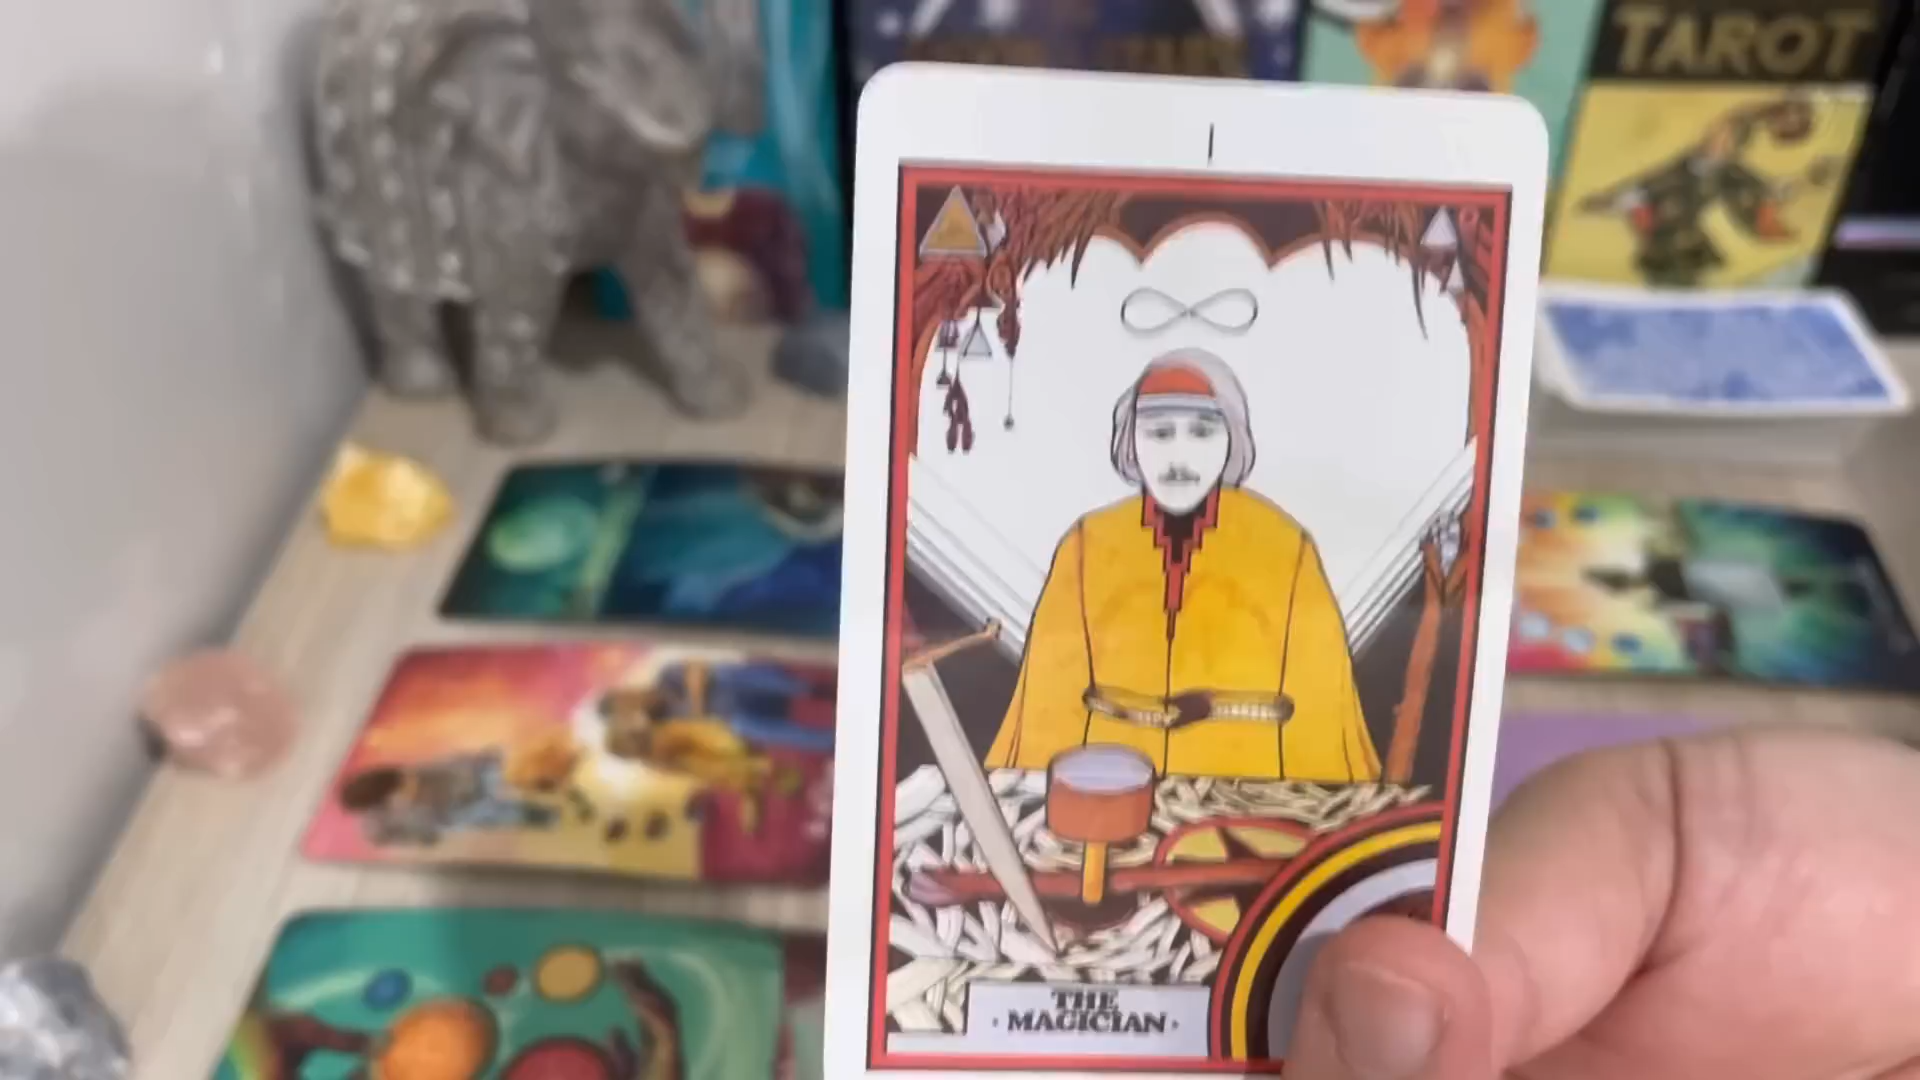 TAROT
I
THE
· MAGICIAN ·